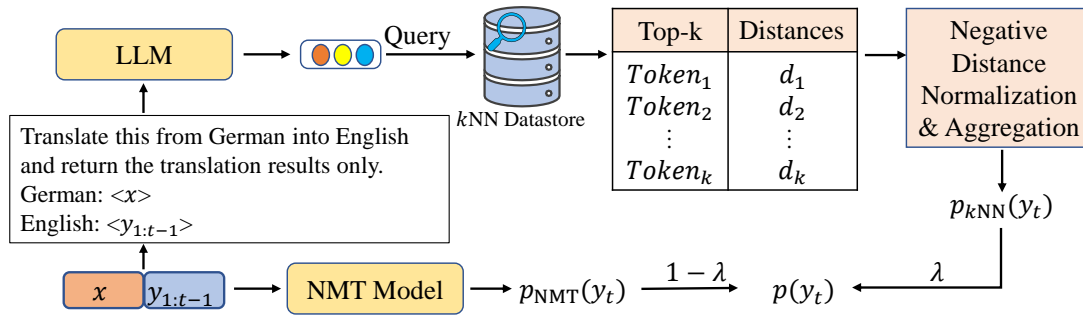 LLM
Query
kNN Datastore
Top-k Distances
Token₁ d₁
Token₂ d₂
⋮ ⋮
Tokenₖ dₖ
Negative
Distance
Normalization
& Aggregation
Translate this from German into English
and return the translation results only.
German: <x>
English: <y₁:ₜ₋₁>
p_kNN(yₜ)
x y₁:ₜ₋₁
NMT Model
p_NMT(yₜ)
1 − λ
p(yₜ)
λ